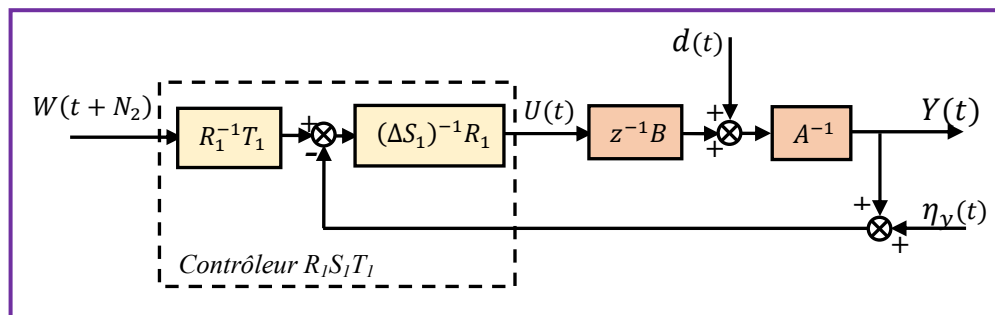 d(t)
W(t + N₂)
R₁⁻¹T₁
+
-
(ΔS₁)⁻¹R₁
U(t)
z⁻¹B
+
+
A⁻¹
Y(t)
+
+
η_y(t)
Contrôleur R₁S₁T₁